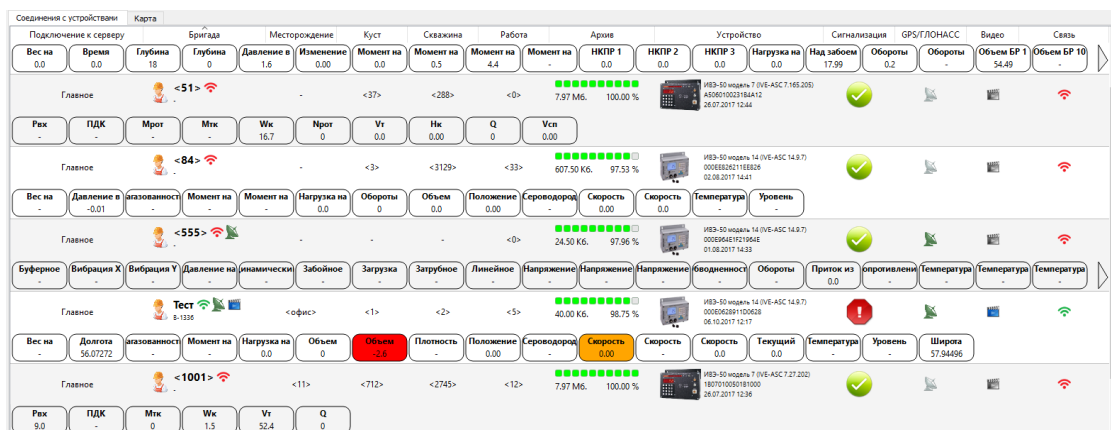 Соединения с устройствами Карта
Подключение к серверу Бригада Месторождение Куст Скважина Работа Архив Устройство Сигнализация GPS/ГЛОНАСС Видео Связь
Вес на Время Глубина Глубина Давление в Изменение Момент на Момент на Момент на Момент на НКПР 1 НКПР 2 НКПР 3 Нагрузка на Над забоем Обороты Обороты Объем БР 1 Объем БР 10
0.0 0.0 18 0 1.6 0.00 0.0 0.5 4.4 - 0.0 0.0 0.0 0.0 17.99 0.2 - 54.49 -
Главное <51> - - <37> <288> <0> 7.97 Мб. 100.00 % ИВЭ-50 модель 7 (IVE-ASC 7.165.205)
A5060100231B4A12
26.07.2017 12:44
Рвх ПДК Мрот Мтк Wк Nрот Vт Нк Q Vсп
- - - - 16.7 0 0.0 0.00 0 0.00
Главное <84> - - <3> <3129> <33> 607.50 Кб. 97.53 % ИВЭ-50 модель 14 (IVE-ASC 14.9.7)
000EE826211EE826
02.08.2017 14:41
Вес на Давление в агазованност Момент на Момент на Нагрузка на Обороты Объем Положение Сероводород Скорость Скорость Температура Уровень
- -0.01 - - - 0.0 0 0.0 0.00 - 0.0 0.0 - -
Главное <555> - - - - <0> 24.50 Кб. 97.96 % ИВЭ-50 модель 14 (IVE-ASC 14.9.7)
000E964E1F21964E
01.08.2017 14:33
Буферное Вибрация X Вибрация Y Давление на динамически Забойное Загрузка Затрубное Линейное Напряжение Напряжение Напряжение бводненност Обороты Приток из опротивлени Температура Температура Температура
- - - - - - - - - - - - - - 0.0 - - - -
Главное Тест <офис> <1> <2> <5> 40.00 Кб. 98.75 % ИВЭ-50 модель 14 (IVE-ASC 14.9.7)
В-1336 000E0628911D0628
06.10.2017 12:17
Вес на Долгота агазованност Момент на Нагрузка на Объем Объем Плотность Положение Сероводород Скорость Скорость Скорость Текущий Температура Уровень Широта
- 56.07272 - - 0.0 0 -2.6 - 0.00 - 0.00 - 0.0 0.0 - - 57.94496
Главное <1001> - <11> <712> <2745> <12> 7.97 Мб. 100.00 % ИВЭ-50 модель 7 (IVE-ASC 7.27.202)
1807010050181000
26.07.2017 12:36
Рвх ПДК Мтк Wк Vт Q
9.0 - 0 1.5 52.4 0